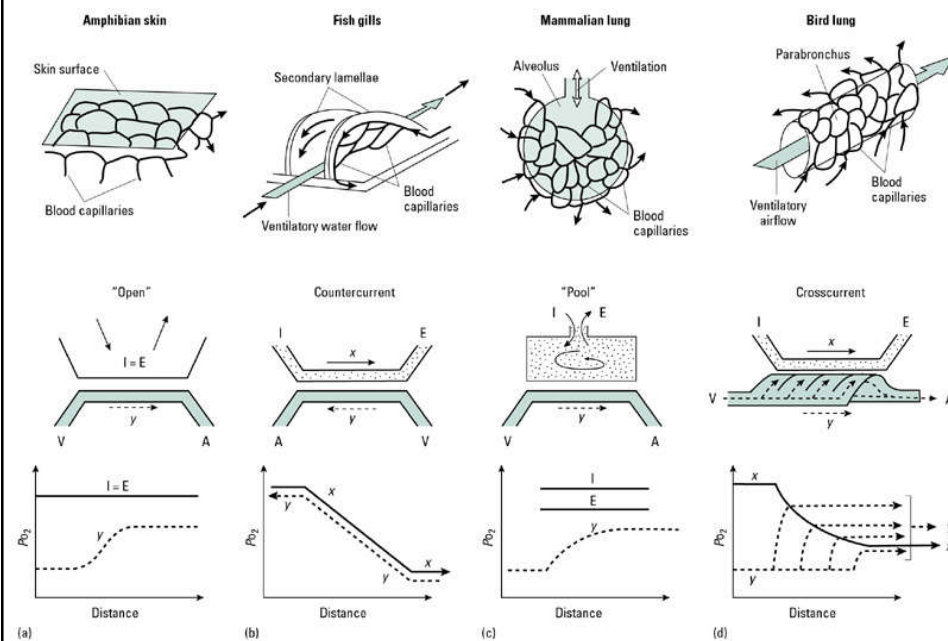 Amphibian skin
Fish gills
Mammalian lung
Bird lung
Skin surface
Blood capillaries
Secondary lamellae
Blood
capillaries
Ventilatory water flow
Alveolus
Ventilation
Blood
capillaries
Parabronchus
Blood
capillaries
Ventilatory
airflow
"Open"
I = E
y
V
A
Countercurrent
I
E
x
y
A
V
"Pool"
I
E
y
V
A
Crosscurrent
I
E
x
V
y
Po2
I = E
y
Distance
(a)
Po2
x
y
x
y
Distance
(b)
Po2
I
E
y
Distance
(c)
Po2
x
y
Distance
(d)